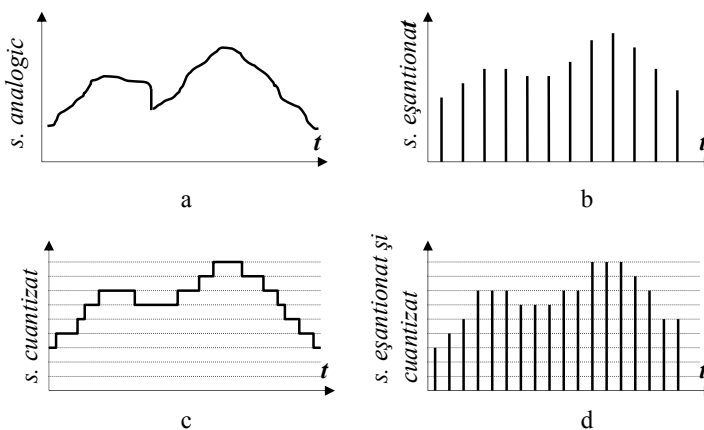 s. analogic
t
a
s. eşantionat
t
b
s. cuantizat
t
c
s. eşantionat şi
cuantizat
t
d